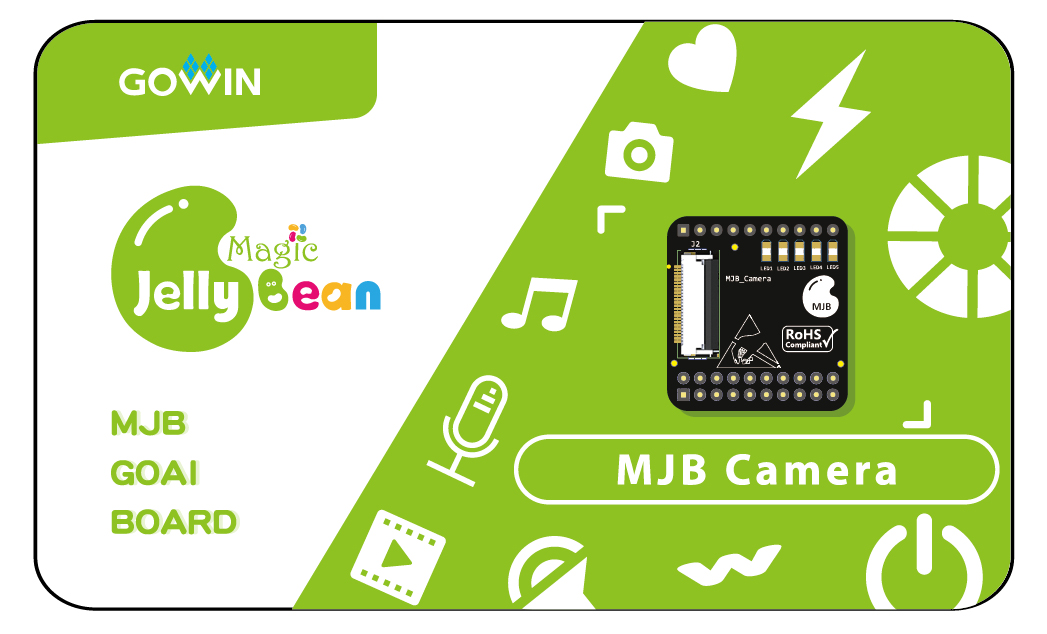 GOWIN
Magic
Jelly Bean
MJB
GOAI
BOARD
J2
LED1 LED2 LED3 LED4 LED5
MJB_Camera
MJB
RoHS
Compliant
MJB Camera